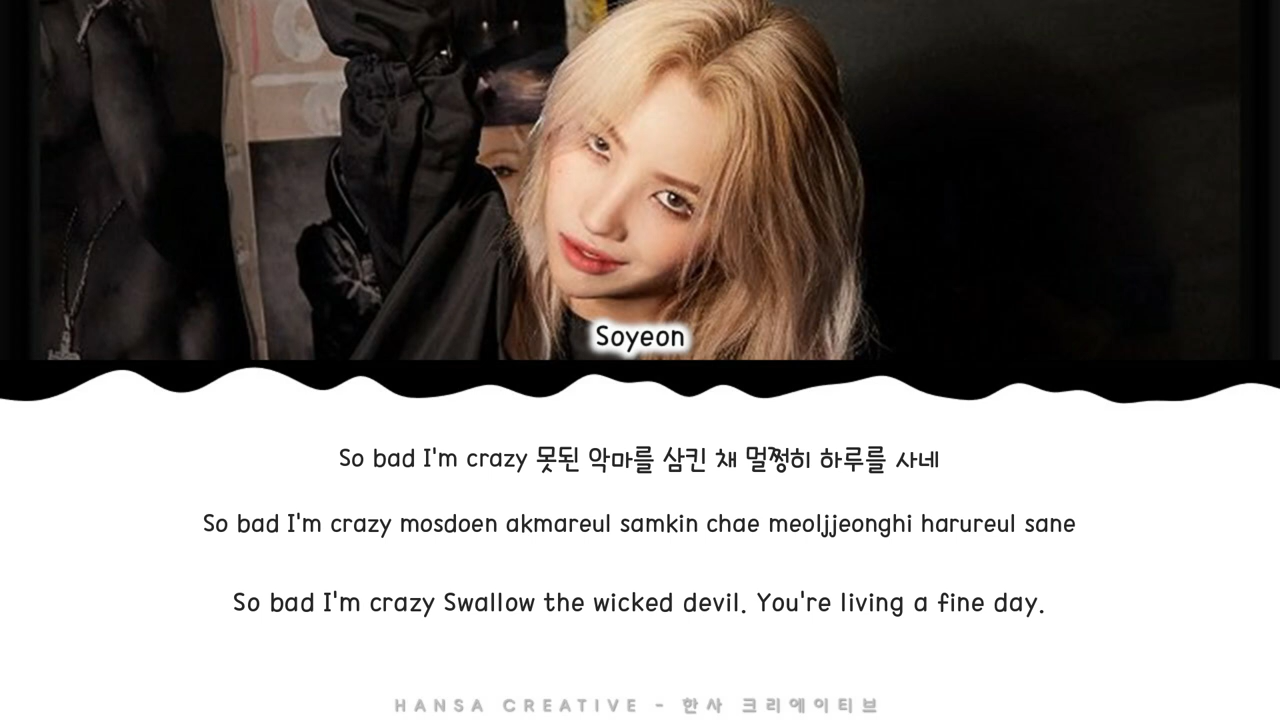 Soyeon
So bad I'm crazy 못된 악마를 삼킨 채 멀쩡히 하루를 사네
So bad I'm crazy mosdoen akmareul samkin chae meoljjeonghi harureul sane
So bad I'm crazy Swallow the wicked devil. You're living a fine day.
HANSA CREATIVE - 한사 크리에이티브